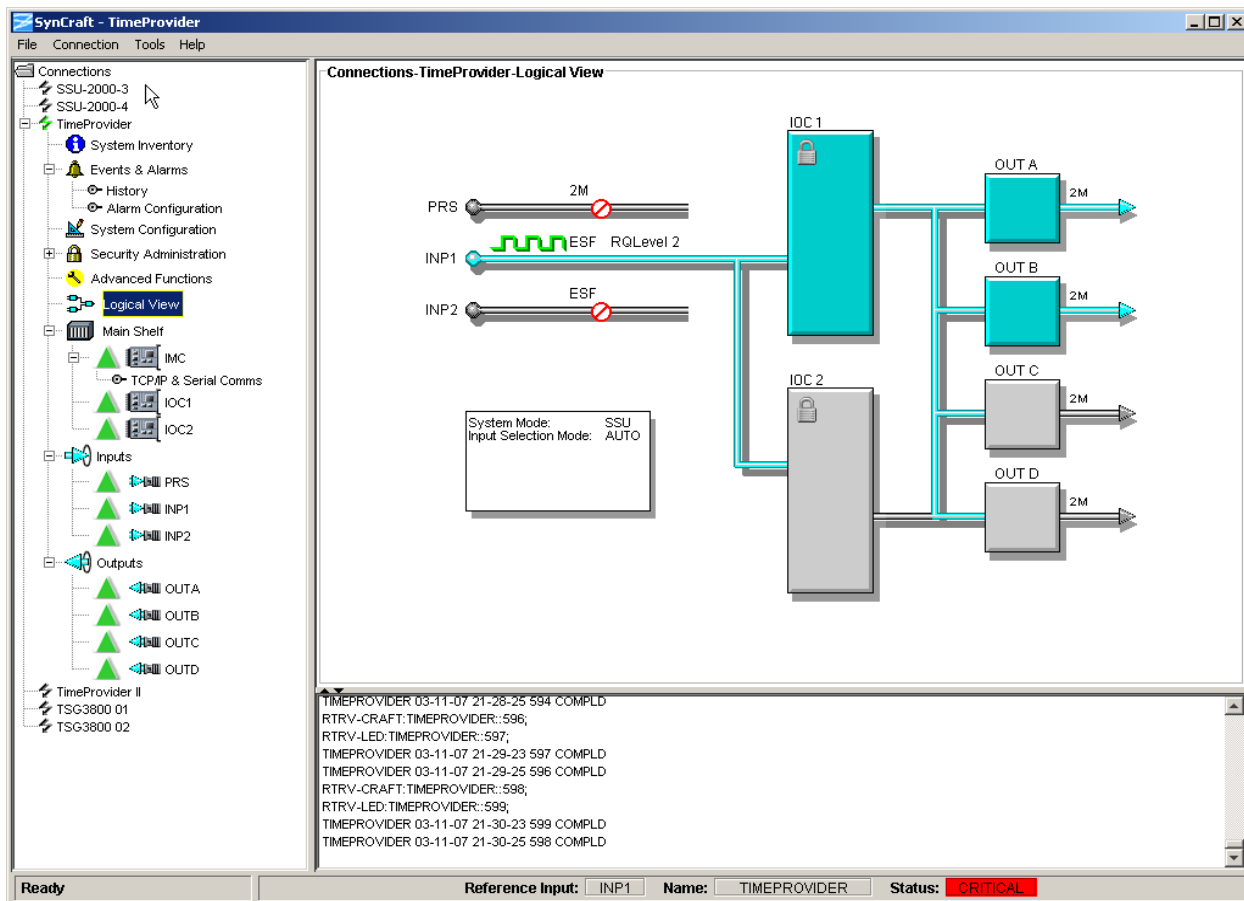 SynCraft - TimeProvider
File Connection Tools Help
Connections
SSU-2000-3
SSU-2000-4
TimeProvider
System Inventory
Events & Alarms
History
Alarm Configuration
System Configuration
Security Administration
Advanced Functions
Logical View
Main Shelf
IMC
TCP/IP & Serial Comms
IOC1
IOC2
Inputs
PRS
INP1
INP2
Outputs
OUTA
OUTB
OUTC
OUTD
TimeProvider II
TSG3800 01
TSG3800 02
Connections-TimeProvider-Logical View
IOC 1
OUT A
2M
2M
PRS
ESF RQLevel 2
INP1
OUT B
2M
ESF
INP2
IOC 2
OUT C
2M
System Mode: SSU
Input Selection Mode: AUTO
OUT D
2M
TIMEPROVIDER 03-11-07 21-28-25 594 COMPLD
RTRV-CRAFT:TIMEPROVIDER::596;
RTRV-LED:TIMEPROVIDER::597;
TIMEPROVIDER 03-11-07 21-29-23 597 COMPLD
TIMEPROVIDER 03-11-07 21-29-25 596 COMPLD
RTRV-CRAFT:TIMEPROVIDER::598;
RTRV-LED:TIMEPROVIDER::599;
TIMEPROVIDER 03-11-07 21-30-23 599 COMPLD
TIMEPROVIDER 03-11-07 21-30-25 598 COMPLD
Ready
Reference Input: INP1 Name: TIMEPROVIDER Status: CRITICAL